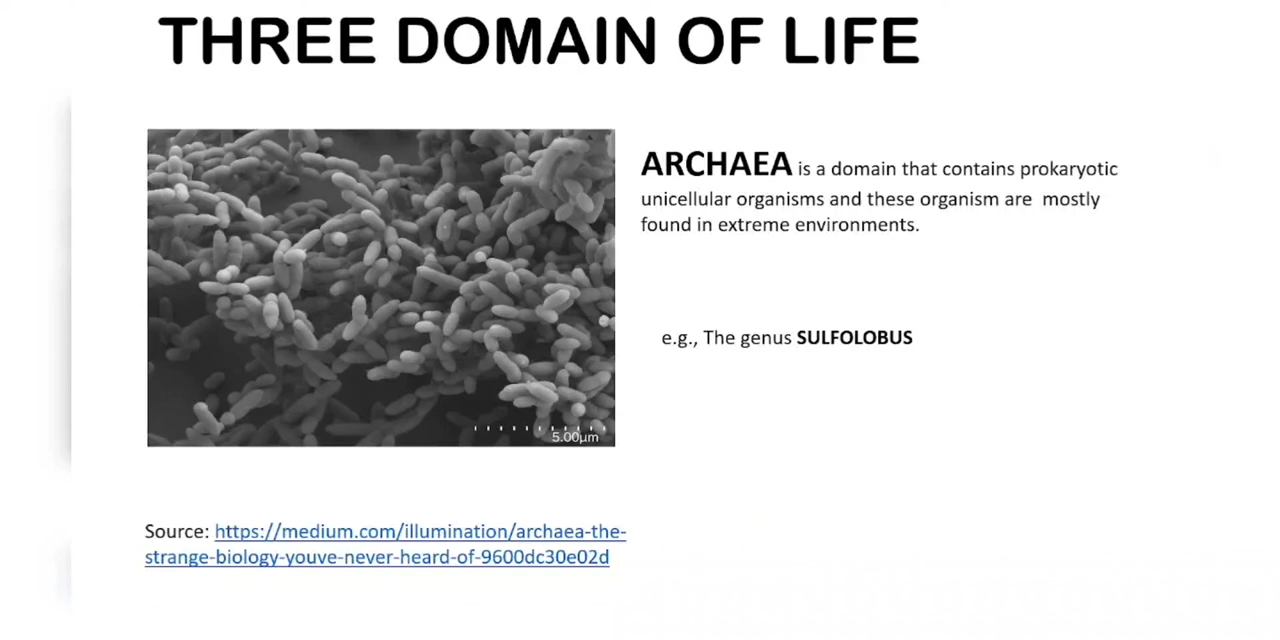 THREE DOMAIN OF LIFE
ARCHAEA is a domain that contains prokaryotic
unicellular organisms and these organism are mostly
found in extreme environments.
e.g., The genus SULFOLOBUS
5.00µm
Source: https://medium.com/illumination/archaea-the-
strange-biology-youve-never-heard-of-9600dc30e02d